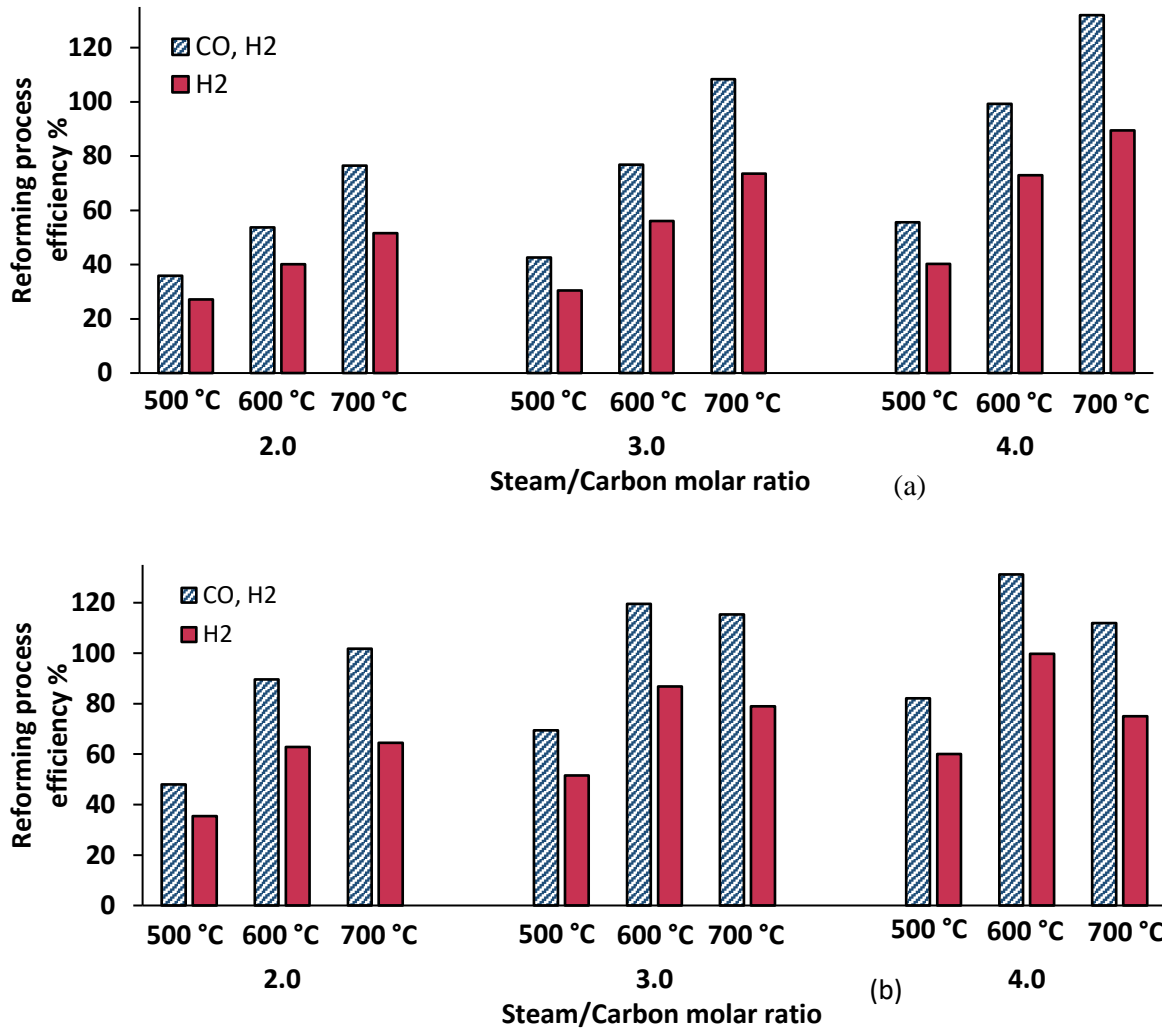 Reforming process
efficiency %
120
100
80
60
40
20
0
CO, H2
H2
500 °C 600 °C 700 °C 500 °C 600 °C 700 °C 500 °C 600 °C 700 °C
2.0 3.0 4.0
Steam/Carbon molar ratio (a)
Reforming process
efficiency %
120
100
80
60
40
20
0
CO, H2
H2
500 °C 600 °C 700 °C 500 °C 600 °C 700 °C 500 °C 600 °C 700 °C
2.0 3.0 4.0
Steam/Carbon molar ratio (b)